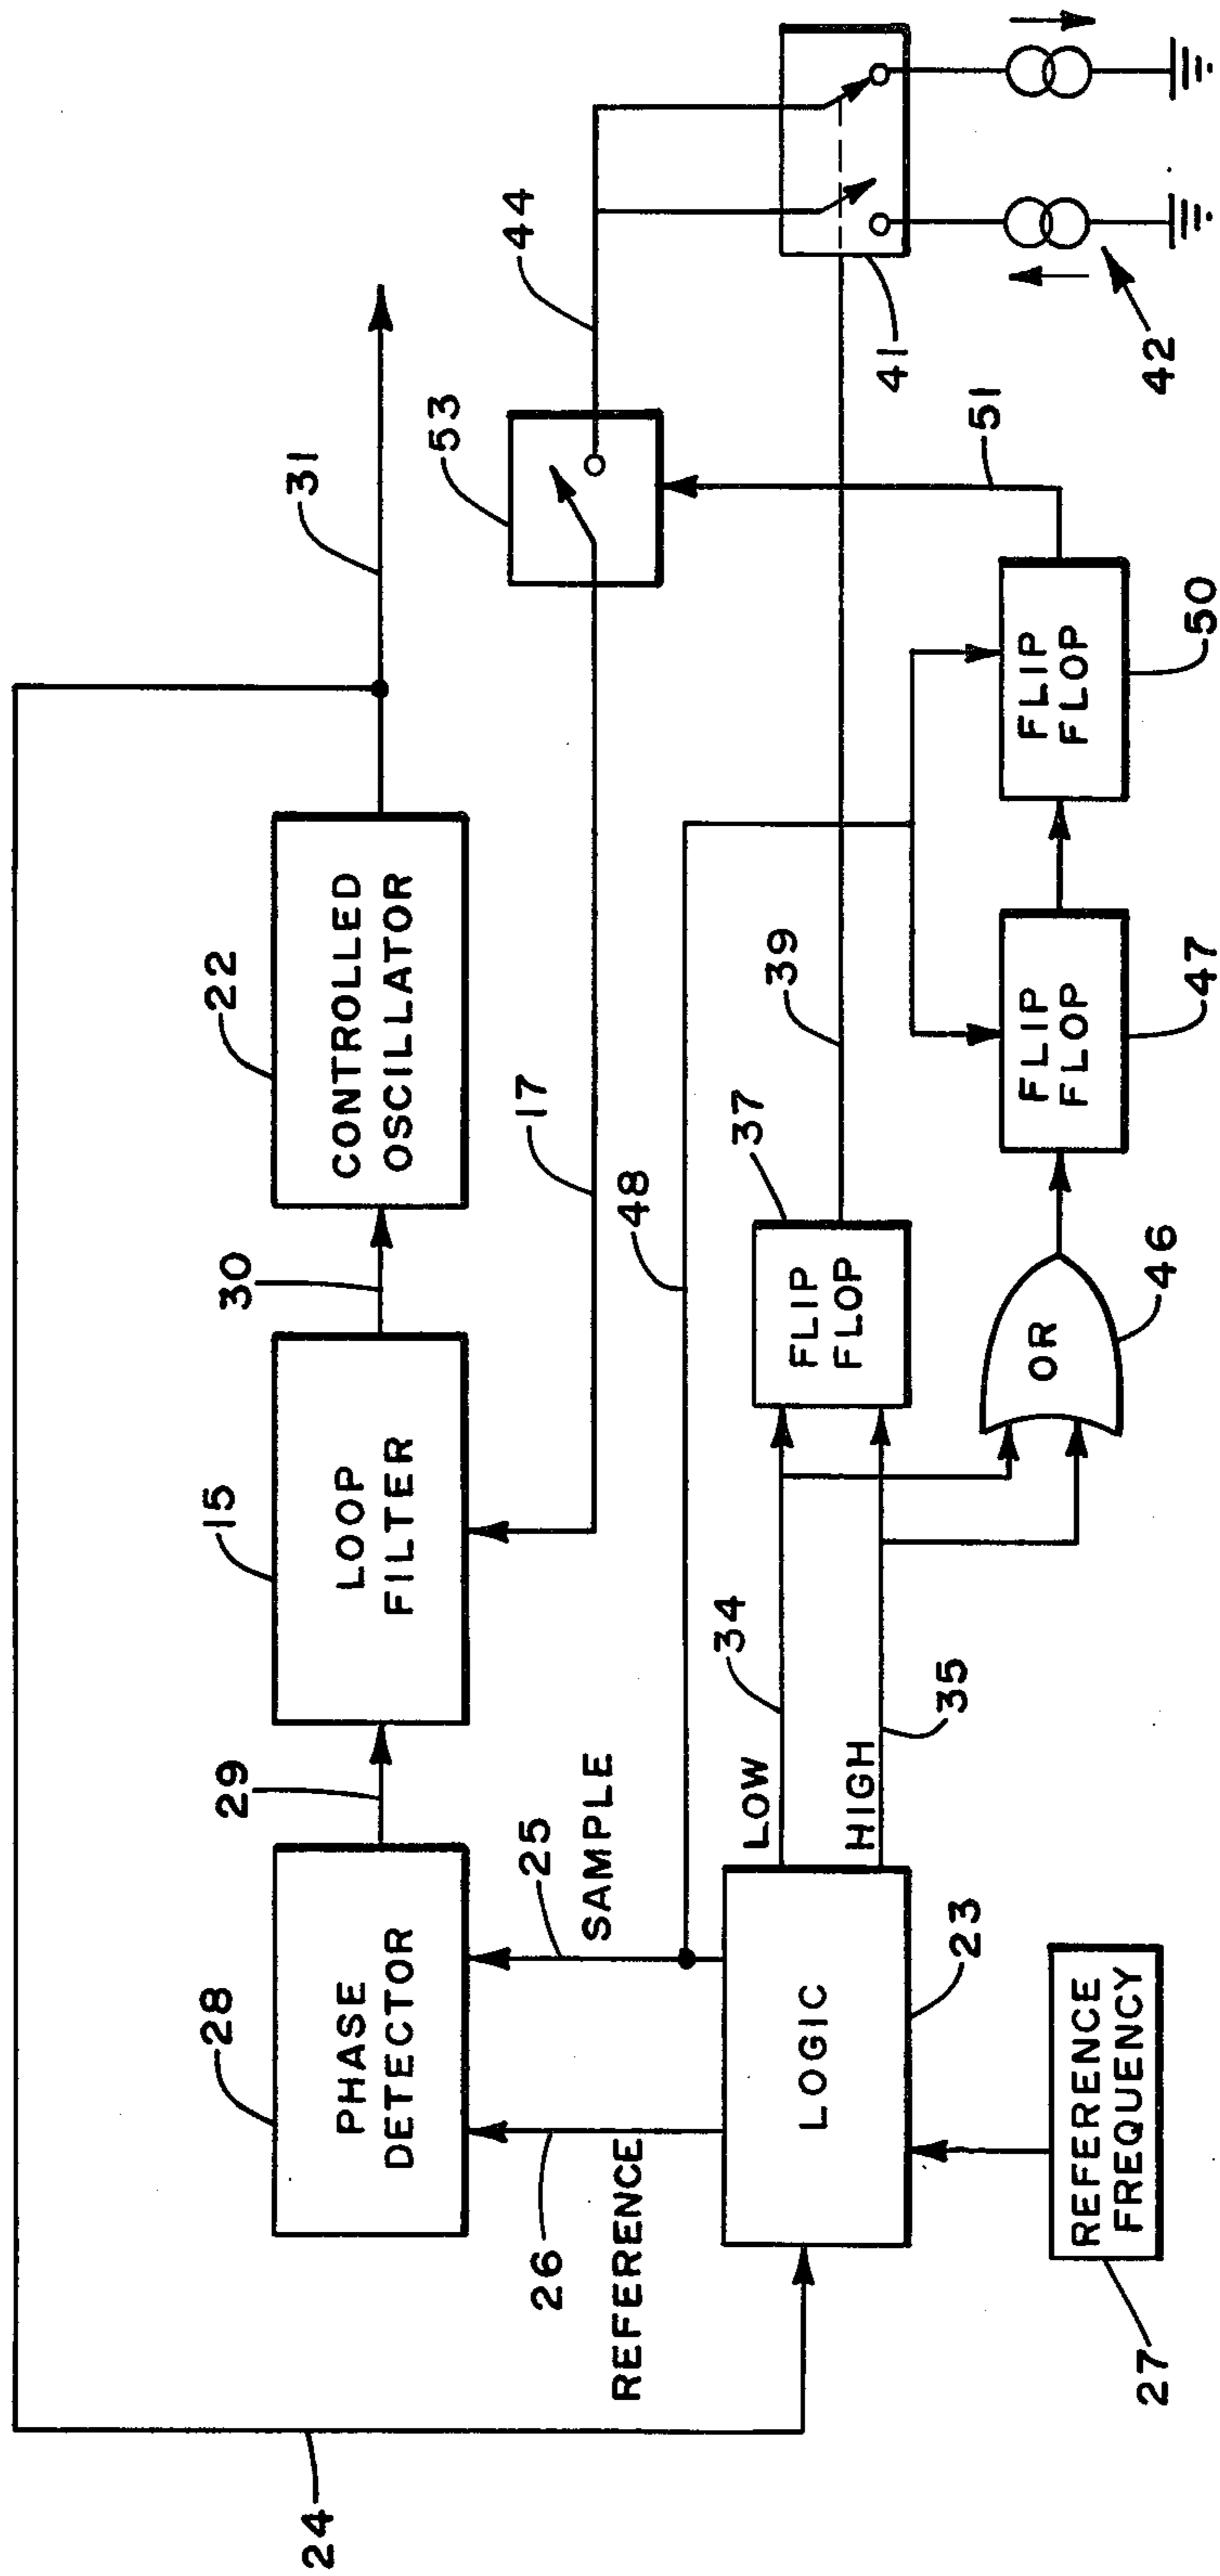 24
31
22
CONTROLLED
OSCILLATOR
30
15
LOOP
FILTER
29
28
PHASE
DETECTOR
53
44
17
25
SAMPLE
26
REFERENCE
48
34
LOW
35
HIGH
37
FLIP
FLOP
39
41
42
51
LOGIC
23
OR
46
FLIP
FLOP
47
FLIP
FLOP
50
REFERENCE
FREQUENCY
27